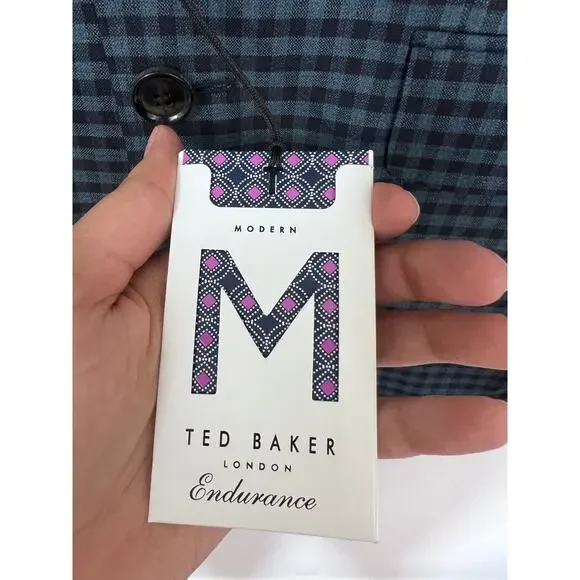 MODERN
M
TED BAKER
LONDON
Endurance